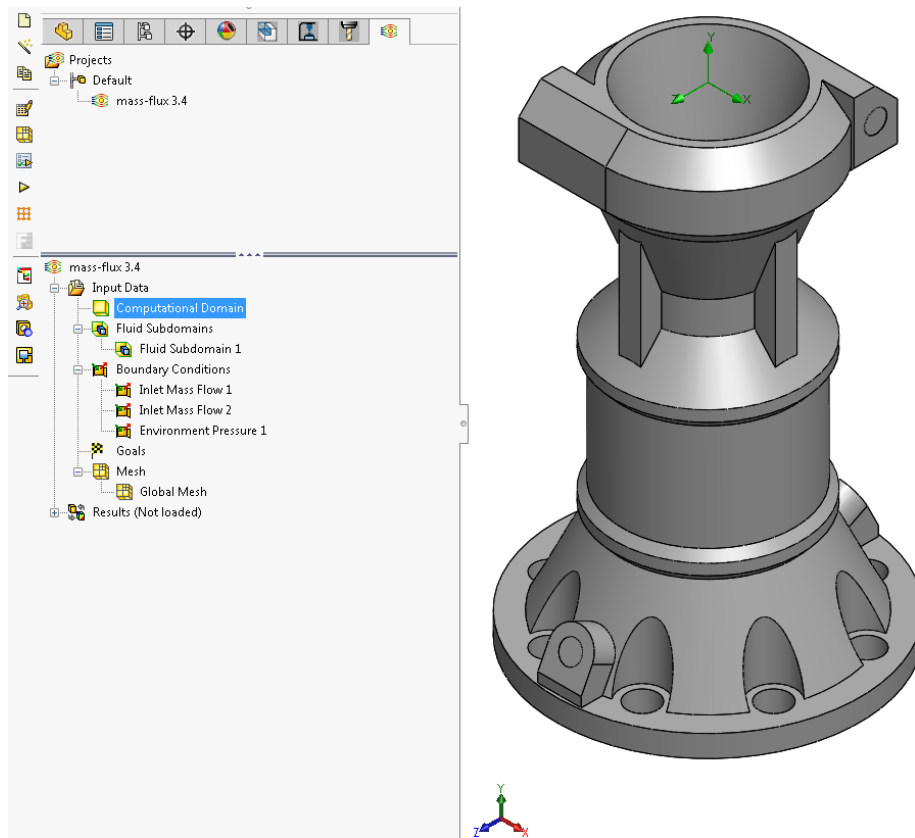 Projects
Default
mass-flux 3.4
mass-flux 3.4
Input Data
Computational Domain
Fluid Subdomains
Fluid Subdomain 1
Boundary Conditions
Inlet Mass Flow 1
Inlet Mass Flow 2
Environment Pressure 1
Goals
Mesh
Global Mesh
Results (Not loaded)
Y
Z
X
Y
Z
X